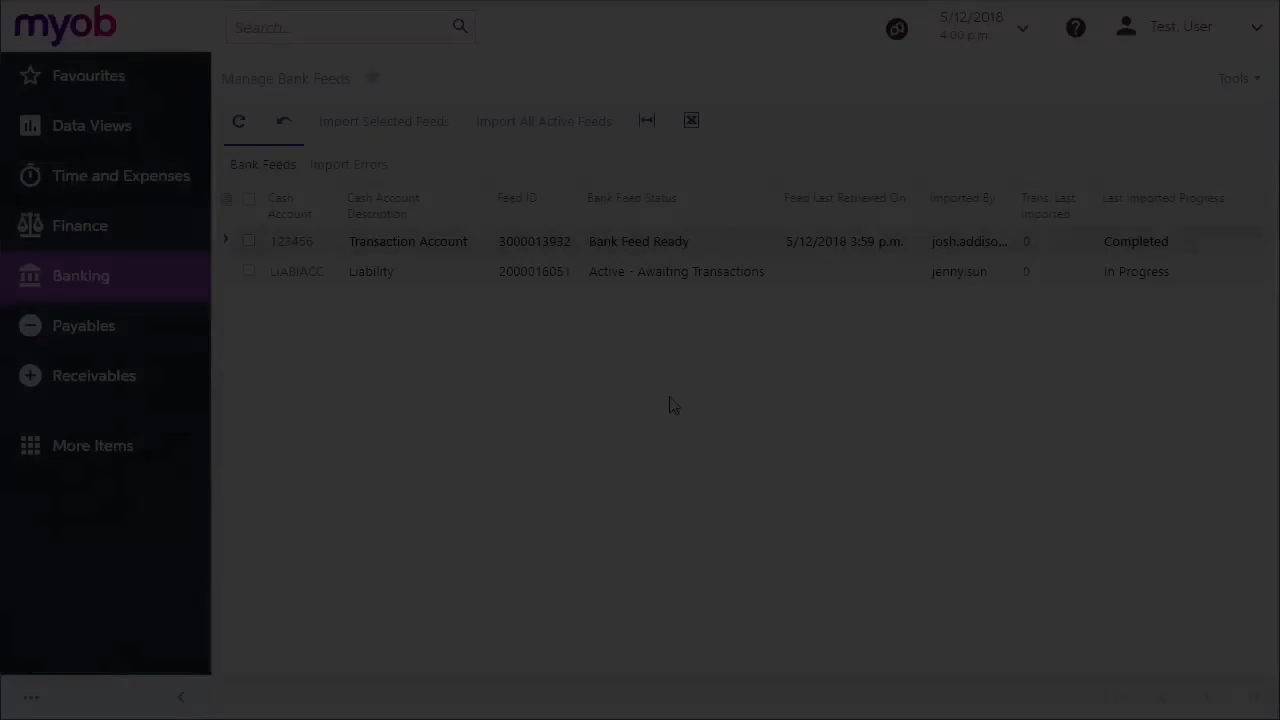 myob
Search...
5/12/2018
4:00 p.m.
Test, User
Favourites
Data Views
Time and Expenses
Finance
Banking
Payables
Receivables
More Items
Manage Bank Feeds
Tools
Import Selected Feeds Import All Active Feeds
Bank Feeds Import Errors
Cash Account Cash Account Description Feed ID Bank Feed Status Feed Last Retrieved On Imported By Trans. Last Imported Last Imported Progress
123456 Transaction Account 3000013932 Bank Feed Ready 5/12/2018 3:59 p.m. josh.addiso... 0 Completed
LIABIACC Liability 2000016051 Active - Awaiting Transactions jenny.sun 0 In Progress